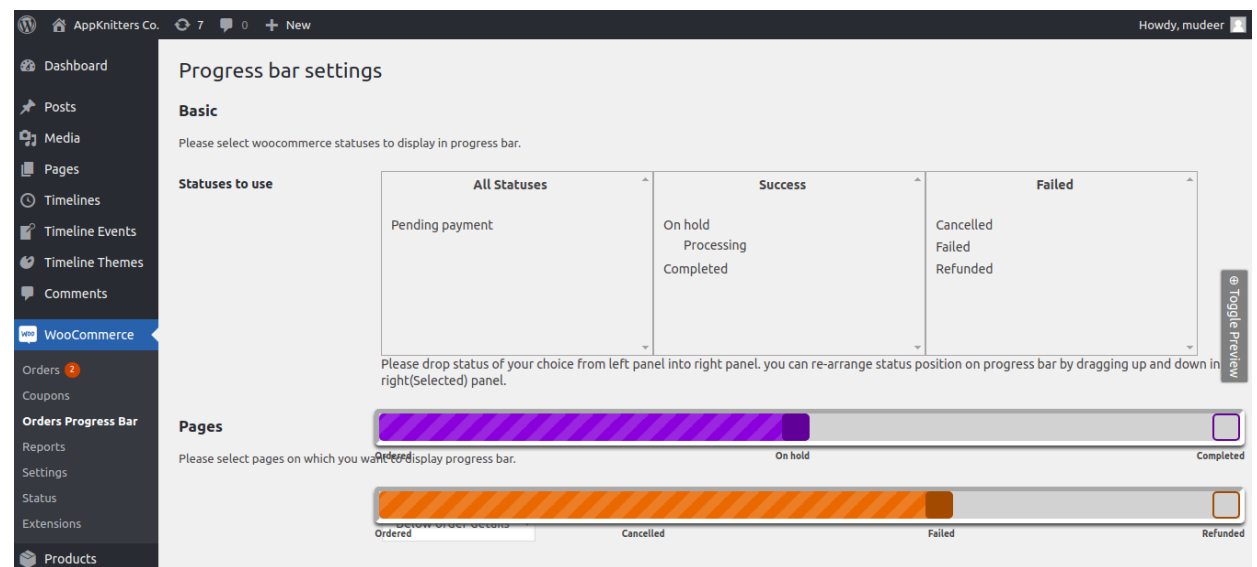 AppKnitters Co. 7 0 + New Howdy, mudeer
Dashboard
Posts
Media
Pages
Timelines
Timeline Events
Timeline Themes
Comments
WOO WooCommerce
Orders 2
Coupons
Orders Progress Bar
Reports
Settings
Status
Extensions
Products
Progress bar settings
Basic
Please select woocommerce statuses to display in progress bar.
Statuses to use
All Statuses
Pending payment
Success
On hold
Processing
Completed
Failed
Cancelled
Failed
Refunded
Please drop status of your choice from left panel into right panel. you can re-arrange status position on progress bar by dragging up and down in
right(Selected) panel.
Toggle Preview
Pages
Please select pages on which you want to display progress bar.
Ordered On hold Completed
Below order details
Ordered Cancelled Failed Refunded